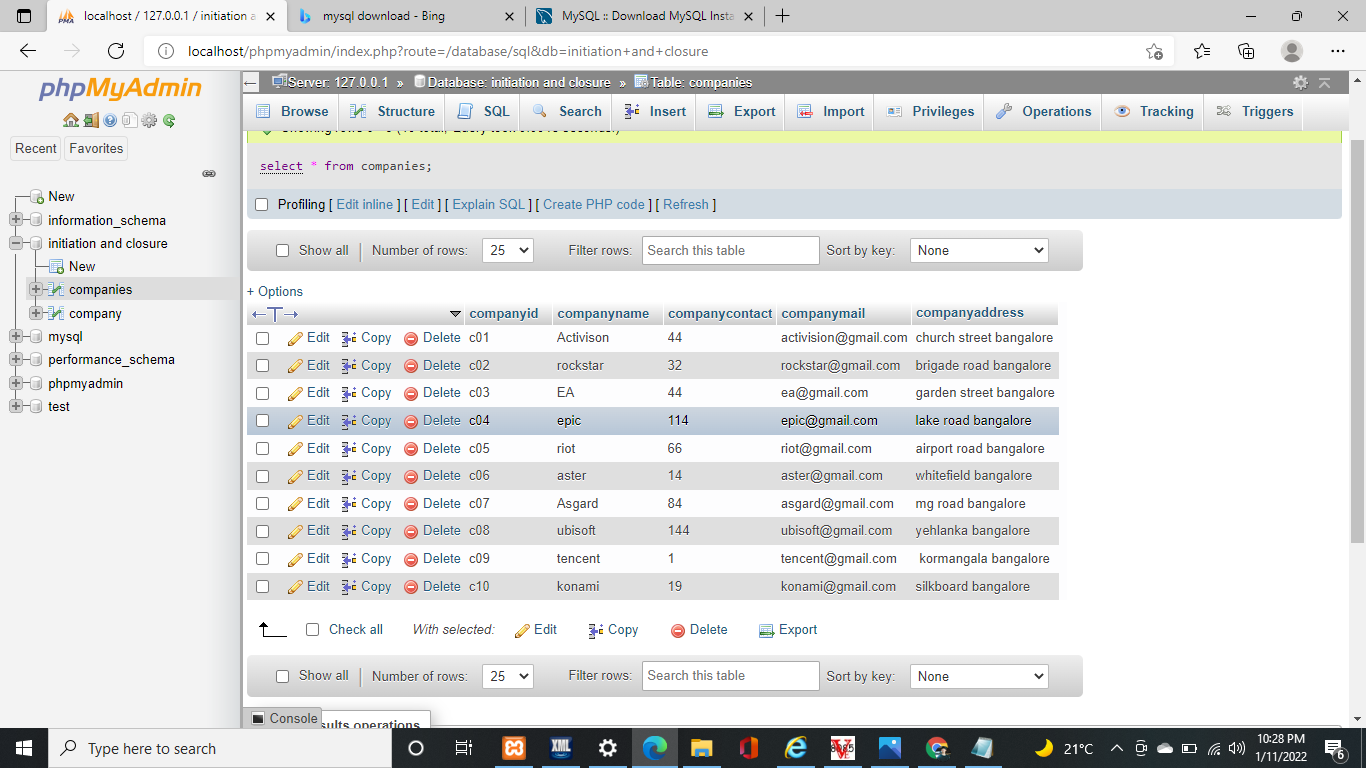 localhost / 127.0.0.1 / initiation a
mysql download - Bing
MySQL :: Download MySQL Insta
localhost/phpmyadmin/index.php?route=/database/sql&db=initiation+and+closure
phpMyAdmin
Recent Favorites
New
information_schema
initiation and closure
New
companies
company
mysql
performance_schema
phpmyadmin
test
Server: 127.0.0.1 » Database: initiation and closure » Table: companies
Browse Structure SQL Search Insert Export Import Privileges Operations Tracking Triggers
select * from companies;
Profiling [ Edit inline ] [ Edit ] [ Explain SQL ] [ Create PHP code ] [ Refresh ]
Show all Number of rows: 25 Filter rows: Search this table Sort by key: None
+ Options
companyid companyname companycontact companymail companyaddress
Edit Copy Delete c01 Activison 44 activision@gmail.com church street bangalore
Edit Copy Delete c02 rockstar 32 rockstar@gmail.com brigade road bangalore
Edit Copy Delete c03 EA 44 ea@gmail.com garden street bangalore
Edit Copy Delete c04 epic 114 epic@gmail.com lake road bangalore
Edit Copy Delete c05 riot 66 riot@gmail.com airport road bangalore
Edit Copy Delete c06 aster 14 aster@gmail.com whitefield bangalore
Edit Copy Delete c07 Asgard 84 asgard@gmail.com mg road bangalore
Edit Copy Delete c08 ubisoft 144 ubisoft@gmail.com yehlanka bangalore
Edit Copy Delete c09 tencent 1 tencent@gmail.com kormangala bangalore
Edit Copy Delete c10 konami 19 konami@gmail.com silkboard bangalore
Check all With selected: Edit Copy Delete Export
Show all Number of rows: 25 Filter rows: Search this table Sort by key: None
Console
operations
Type here to search
XML
8085
21°C
10:28 PM
1/11/2022
6